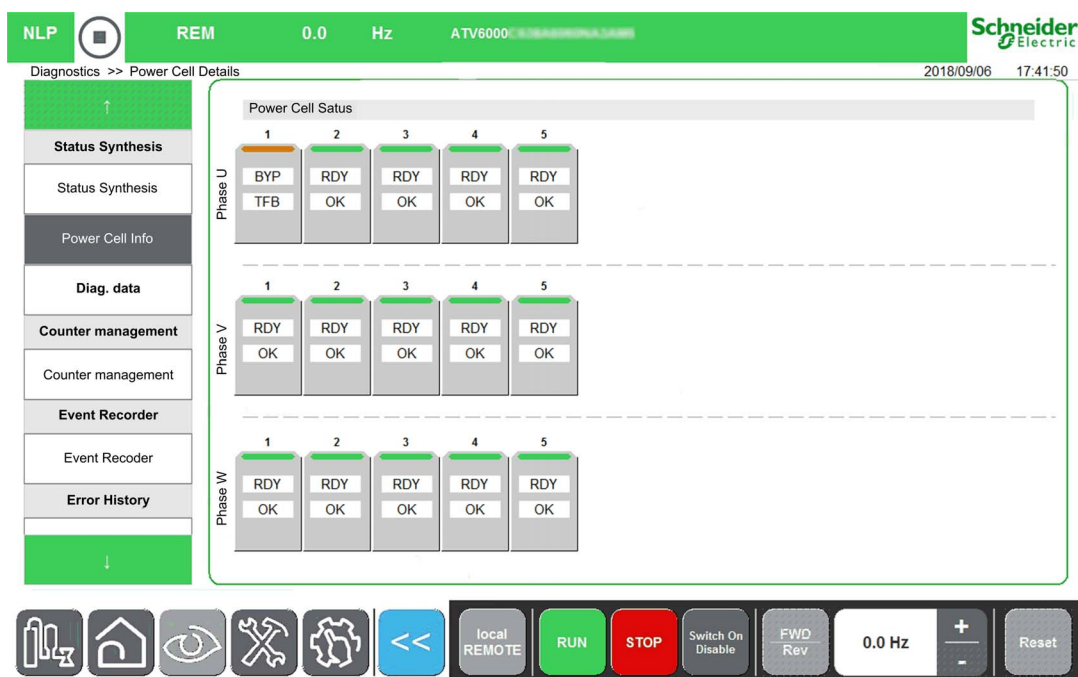 NLP REM 0.0 Hz ATV6000
Schneider
Electric
Diagnostics >> Power Cell Details 2018/09/06 17:41:50
↑
Status Synthesis
Status Synthesis
Power Cell Info
Diag. data
Counter management
Counter management
Event Recorder
Event Recoder
Error History
↓
Power Cell Satus
1 2 3 4 5
Phase U
BYP RDY RDY RDY RDY
TFB OK OK OK OK
1 2 3 4 5
Phase V
RDY RDY RDY RDY RDY
OK OK OK OK OK
1 2 3 4 5
Phase W
RDY RDY RDY RDY RDY
OK OK OK OK OK
<<
local
REMOTE
RUN
STOP
Switch On
Disable
FWD
Rev
0.0 Hz
+
-
Reset